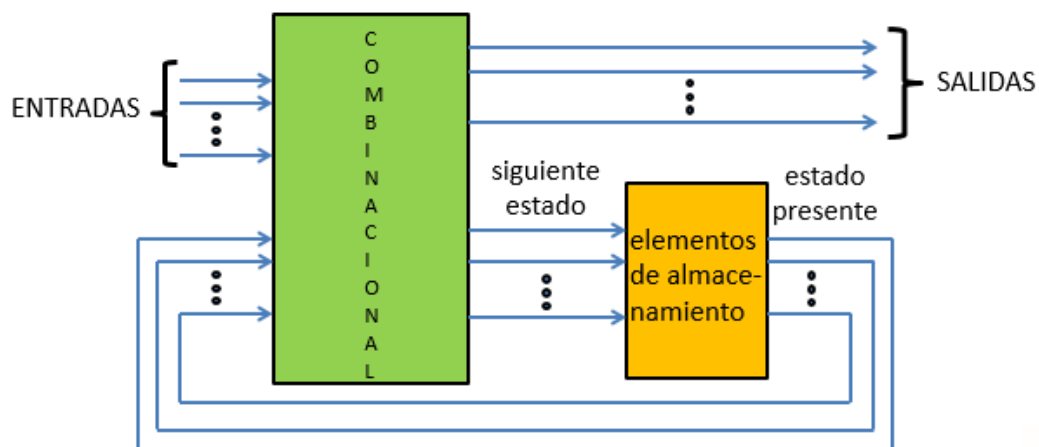 ENTRADAS
COMBINACIONAL
SALIDAS
siguiente
estado
estado
presente
elementos
de almace-
namiento